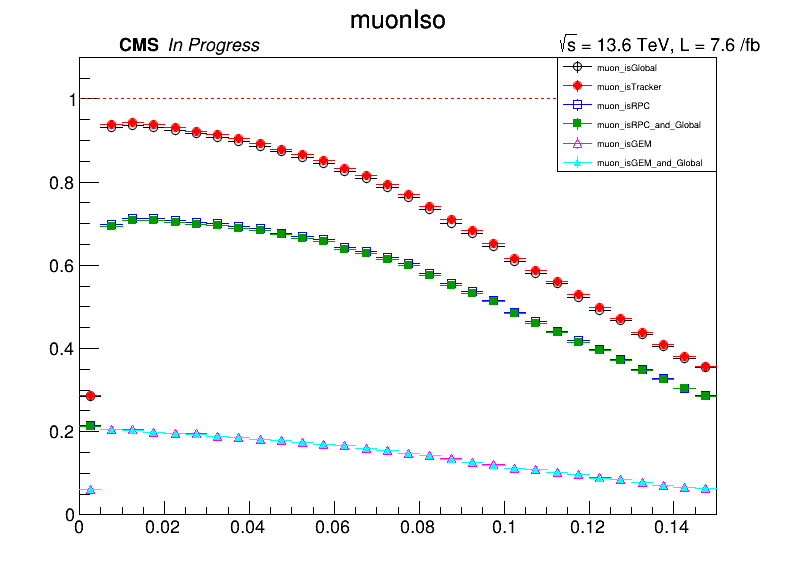 muonIso
CMS In Progress
√s = 13.6 TeV, L = 7.6 /fb
muon_isGlobal
muon_isTracker
muon_isRPC
muon_isRPC_and_Global
muon_isGEM
muon_isGEM_and_Global
1
0.8
0.6
0.4
0.2
0
0 0.02 0.04 0.06 0.08 0.1 0.12 0.14